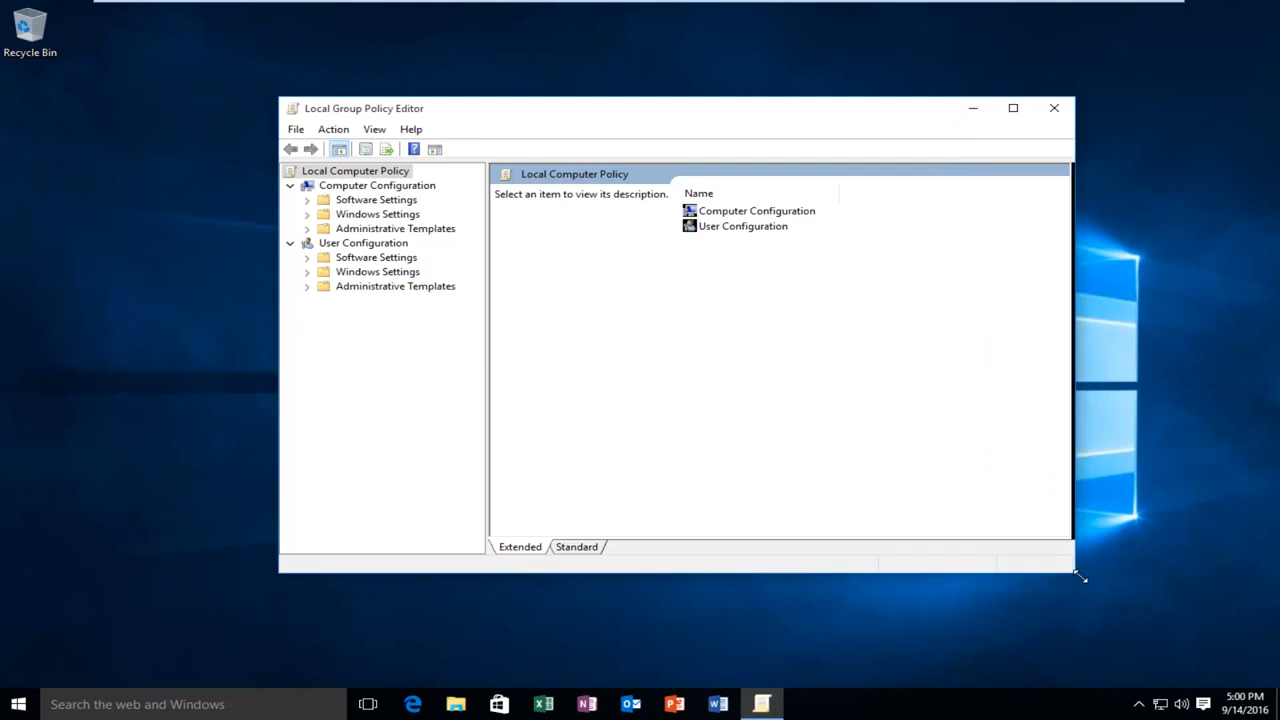 Recycle Bin
Local Group Policy Editor
File Action View Help
Local Computer Policy
Computer Configuration
Software Settings
Windows Settings
Administrative Templates
User Configuration
Software Settings
Windows Settings
Administrative Templates
Local Computer Policy
Select an item to view its description.
Name
Computer Configuration
User Configuration
Extended Standard
Search the web and Windows
5:00 PM
9/14/2016